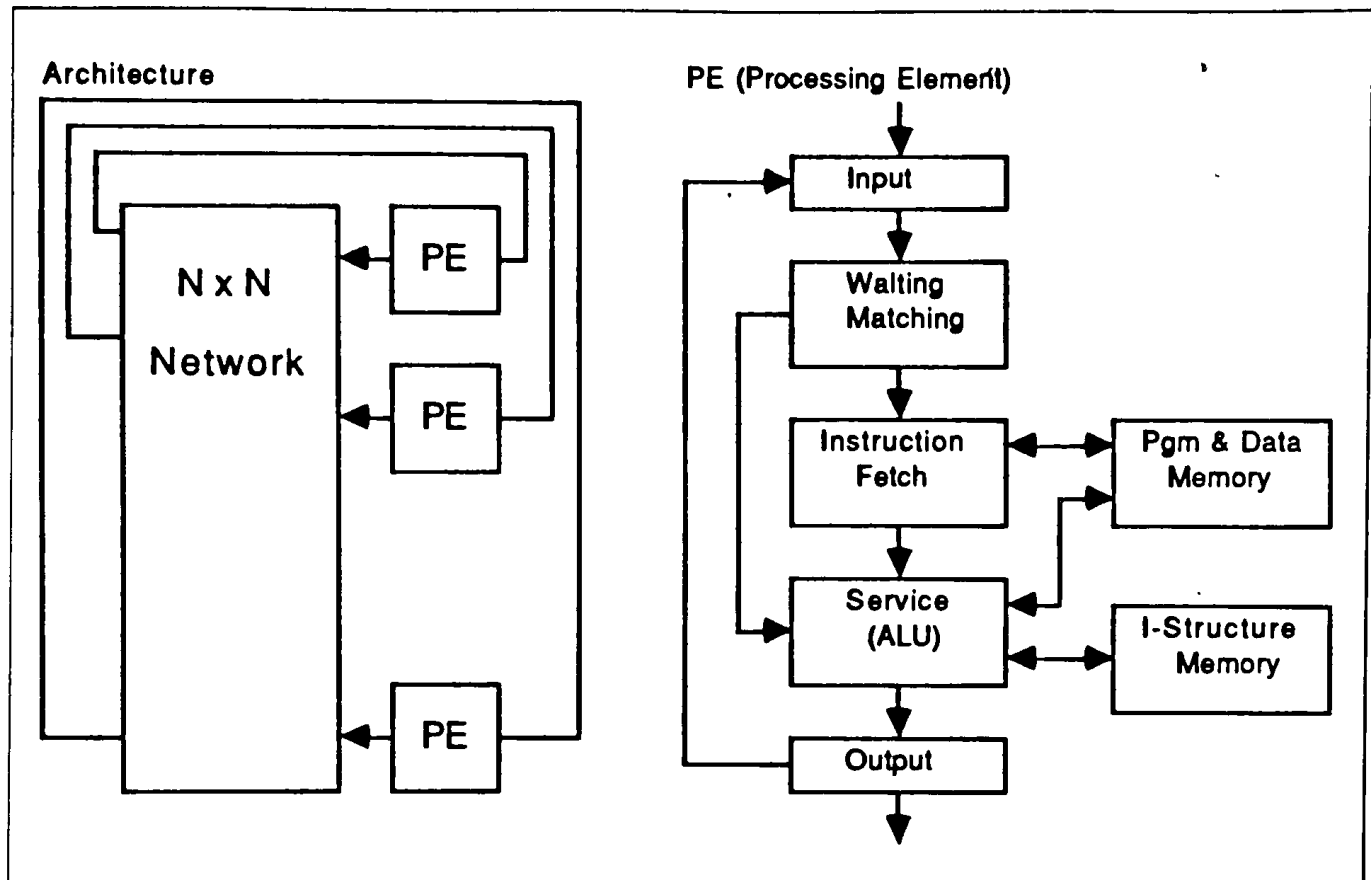 Architecture
N x N
Network
PE
PE
PE
PE (Processing Element)
Input
Waiting
Matching
Instruction
Fetch
Pgm & Data
Memory
Service
(ALU)
I-Structure
Memory
Output